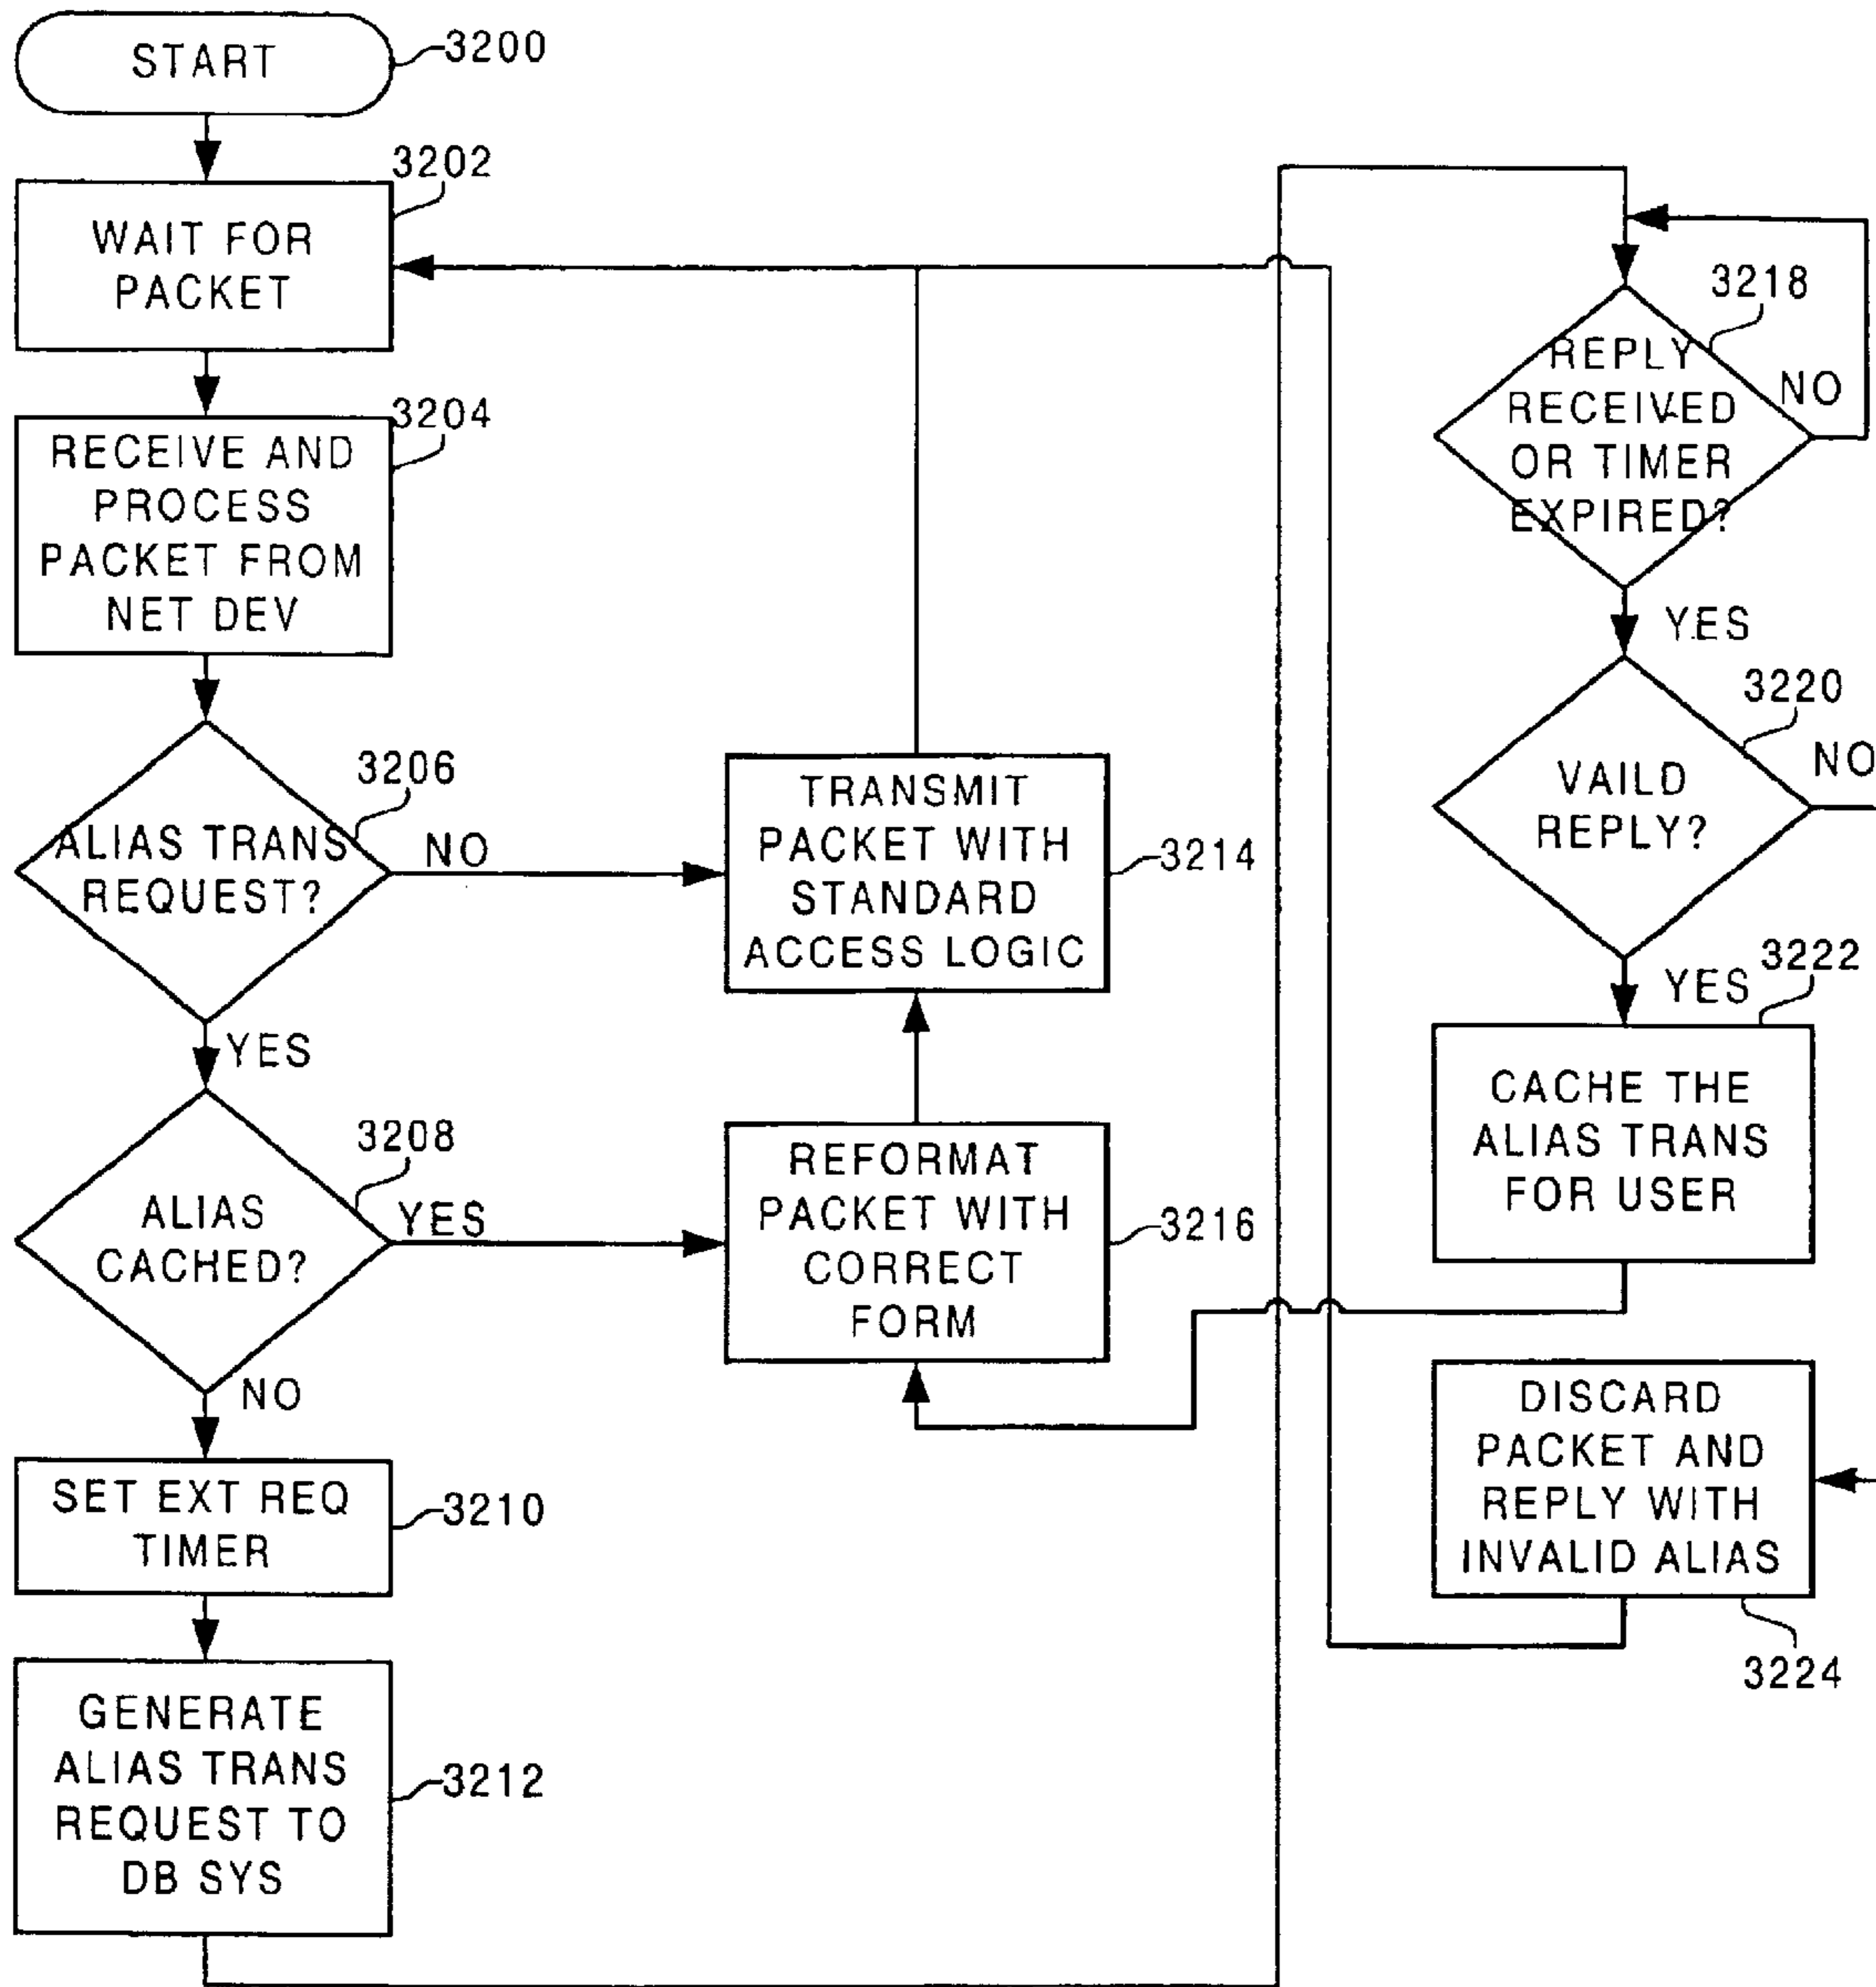 START
3200
3202
WAIT FOR
PACKET
3204
RECEIVE AND
PROCESS
PACKET FROM
NET DEV
3206
ALIAS TRANS
REQUEST?
NO
YES
3208
ALIAS
CACHED?
YES
NO
SET EXT REQ
TIMER
3210
GENERATE
ALIAS TRANS
REQUEST TO
DB SYS
3212
TRANSMIT
PACKET WITH
STANDARD
ACCESS LOGIC
3214
REFORMAT
PACKET WITH
CORRECT
FORM
3216
3218
REPLY
RECEIVED
OR TIMER
EXPIRED?
NO
YES
3220
VAILD
REPLY?
NO
YES
3222
CACHE THE
ALIAS TRANS
FOR USER
DISCARD
PACKET AND
REPLY WITH
INVALID ALIAS
3224